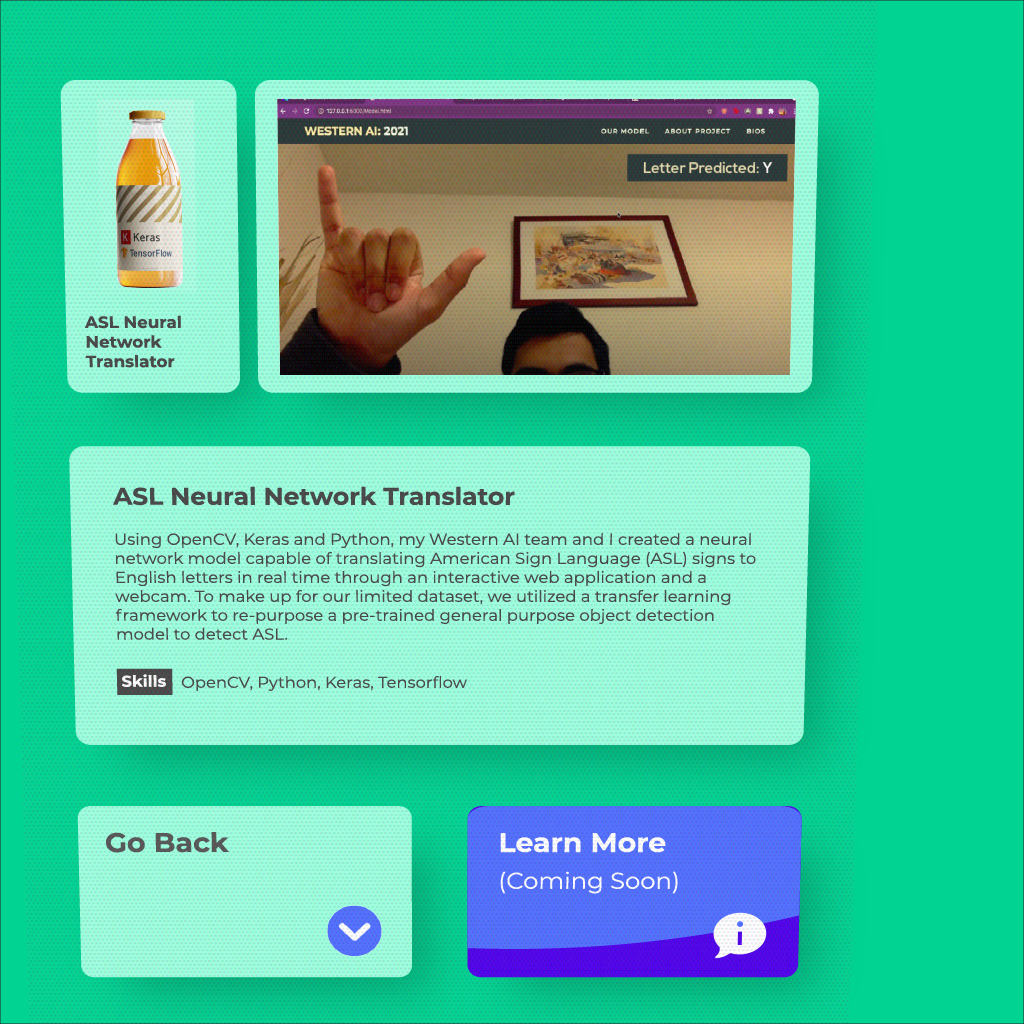 Keras
TensorFlow
ASL Neural
Network
Translator
127.0.0.1:6000/Model.html
WESTERN AI: 2021
OUR MODEL ABOUT PROJECT BIOS
Letter Predicted: Y
ASL Neural Network Translator
Using OpenCV, Keras and Python, my Western AI team and I created a neural
network model capable of translating American Sign Language (ASL) signs to
English letters in real time through an interactive web application and a
webcam. To make up for our limited dataset, we utilized a transfer learning
framework to re-purpose a pre-trained general purpose object detection
model to detect ASL.
Skills OpenCV, Python, Keras, Tensorflow
Go Back
Learn More
(Coming Soon)